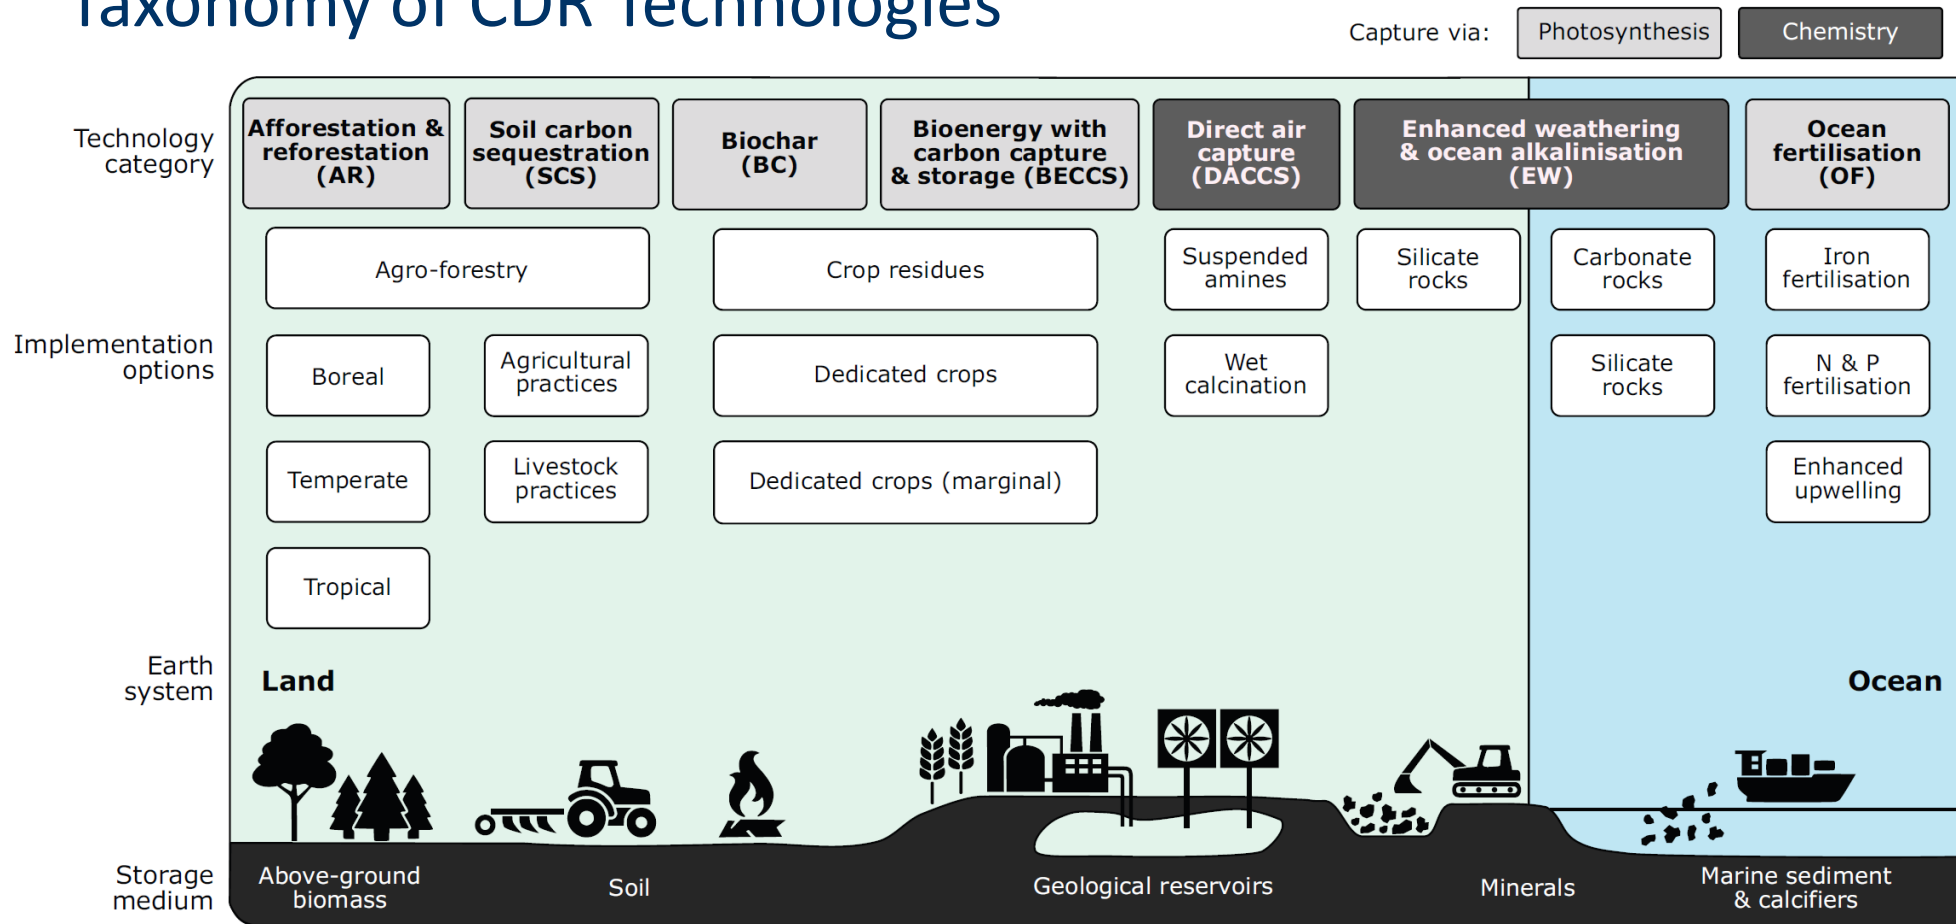 Taxonomy of CDR Technologies
Capture via:
Photosynthesis
Chemistry
Technology
category
Afforestation &
reforestation
(AR)
Soil carbon
sequestration
(SCS)
Biochar
(BC)
Bioenergy with
carbon capture
& storage (BECCS)
Direct air
capture
(DACCS)
Enhanced weathering
& ocean alkalinisation
(EW)
Ocean
fertilisation
(OF)
Implementation
options
Agro-forestry
Crop residues
Suspended
amines
Silicate
rocks
Carbonate
rocks
Iron
fertilisation
Boreal
Agricultural
practices
Dedicated crops
Wet
calcination
Silicate
rocks
N & P
fertilisation
Temperate
Livestock
practices
Dedicated crops (marginal)
Enhanced
upwelling
Tropical
Earth
system
Land
Ocean
Storage
medium
Above-ground
biomass
Soil
Geological reservoirs
Minerals
Marine sediment
& calcifiers